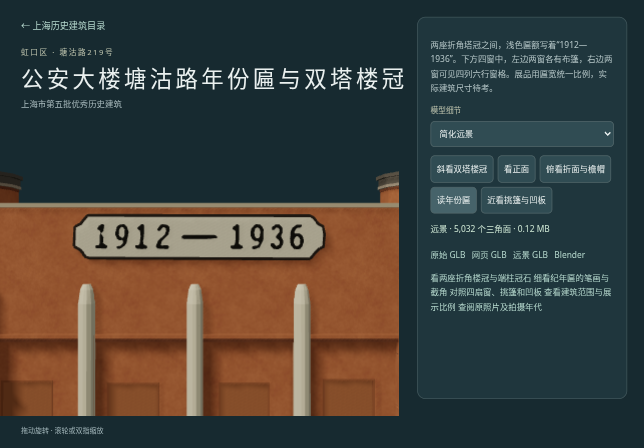 ← 上海历史建筑目录
虹口区 · 塘沽路219号
公安大楼塘沽路年份匾与双塔楼冠
上海市第五批优秀历史建筑
1912 — 1936
拖动旋转 · 滚轮或双指缩放
两座折角塔冠之间，浅色匾额写着“1912—
1936”。下方四窗中，左边两窗各有布篷，右边两
窗可见四列六行窗格。展品用匾宽统一比例，实
际建筑尺寸待考。
模型细节
简化远景
斜看双塔楼冠
看正面
俯看折面与檐帽
读年份匾
近看挑篷与凹板
远景 · 5,032 个三角面 · 0.12 MB
原始 GLB 网页 GLB 远景 GLB Blender
看两座折角楼冠与端柱冠石 细看纪年匾的笔画与
截角 对照四扇窗、挑篷和凹板 查看建筑范围与展
示比例 查阅原照片及拍摄年代